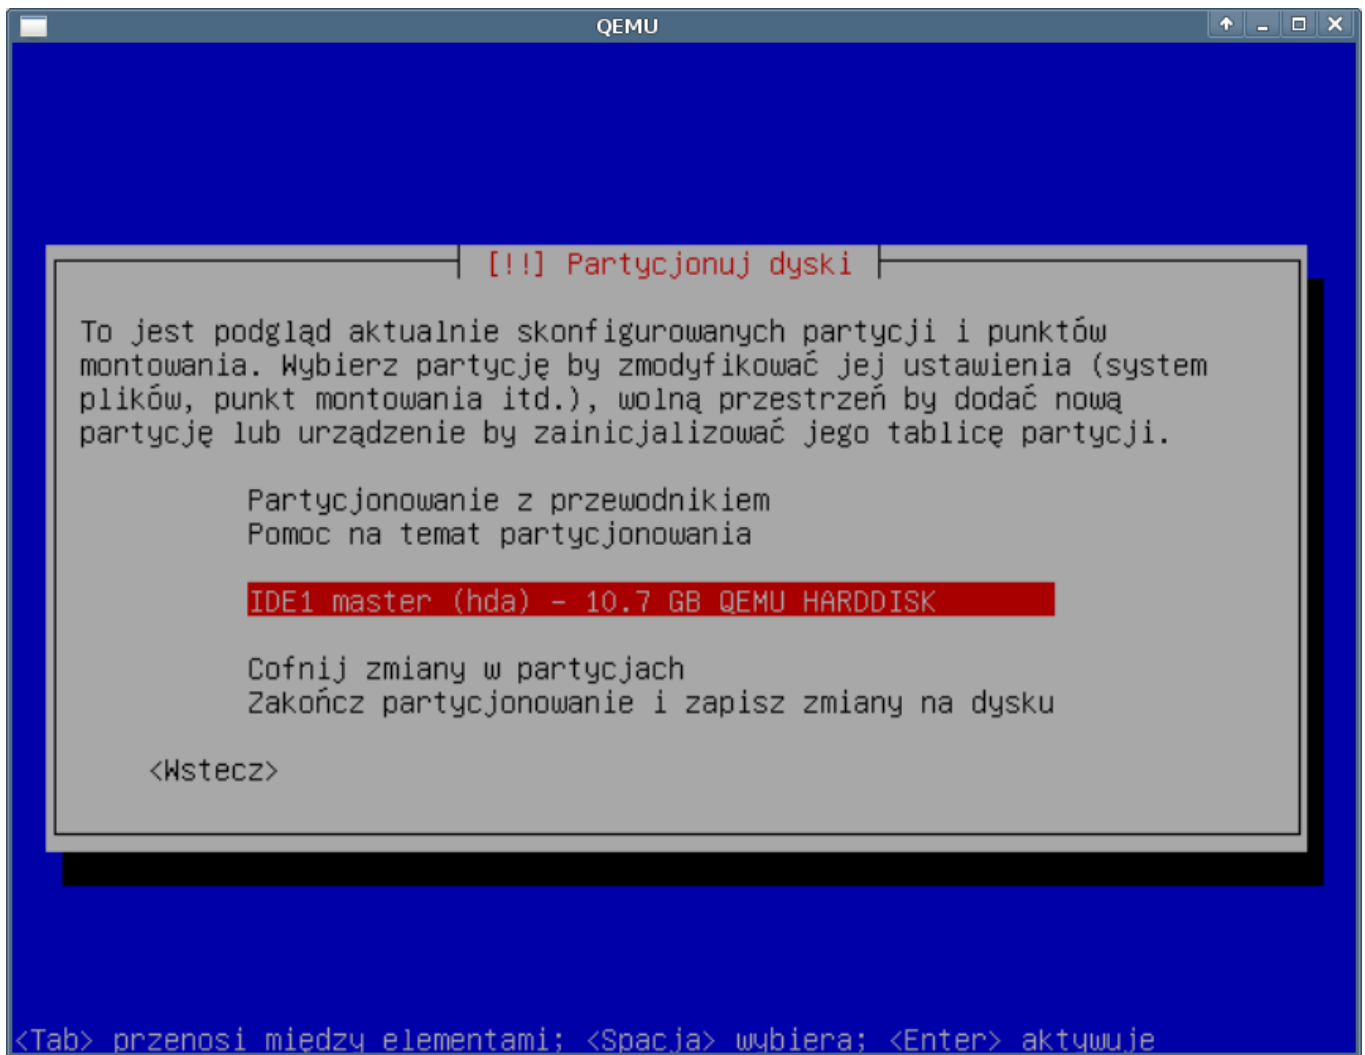 QEMU
[!!] Partycjonuj dyski
To jest podgląd aktualnie skonfigurowanych partycji i punktów
montowania. Wybierz partycję by zmodyfikować jej ustawienia (system
plików, punkt montowania itd.), wolną przestrzeń by dodać nową
partycję lub urządzenie by zainicjalizować jego tablicę partycji.
Partycjonowanie z przewodnikiem
Pomoc na temat partycjonowania
IDE1 master (hda) - 10.7 GB QEMU HARDDISK
Cofnij zmiany w partycjach
Zakończ partycjonowanie i zapisz zmiany na dysku
<Wstecz>
<Tab> przenosi między elementami; <Spacja> wybiera; <Enter> aktywuje